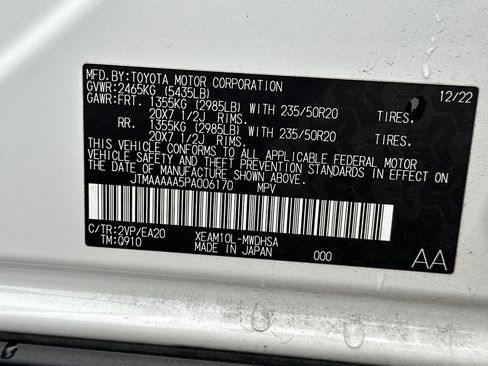 MFD. BY: TOYOTA MOTOR CORPORATION 12/22
GVWR: 2465KG (5435LB)
GAWR: FRT. 1355KG (2985LB) WITH 235/50R20 TIRES,
20X7 1/2J RIMS.
RR. 1355KG (2985LB) WITH 235/50R20 TIRES,
20X7 1/2J RIMS.
THIS VEHICLE CONFORMS TO ALL APPLICABLE FEDERAL MOTOR
VEHICLE SAFETY AND THEFT PREVENTION STANDARDS IN EFFECT ON
THE DATE OF MANUFACTURE SHOWN ABOVE.
JTMAAAAA5PA006170 MPV
C/TR: 2VP/EA20 XEAM10L-MWDHSA
TM: Q910 MADE IN JAPAN 000 AA